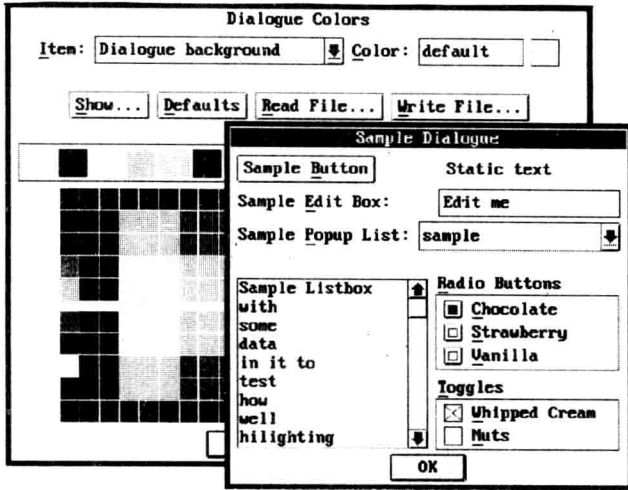 Dialogue Colors
Item: Dialogue background Color: default
Show... Defaults Read File... Write File...
Sample Dialogue
Sample Button Static text
Sample Edit Box: Edit me
Sample Popup List: sample
Sample Listbox
with
some
data
in it to
test
how
well
hilighting
Radio Buttons
Chocolate
Strawberry
Vanilla
Toggles
Whipped Cream
Nuts
OK